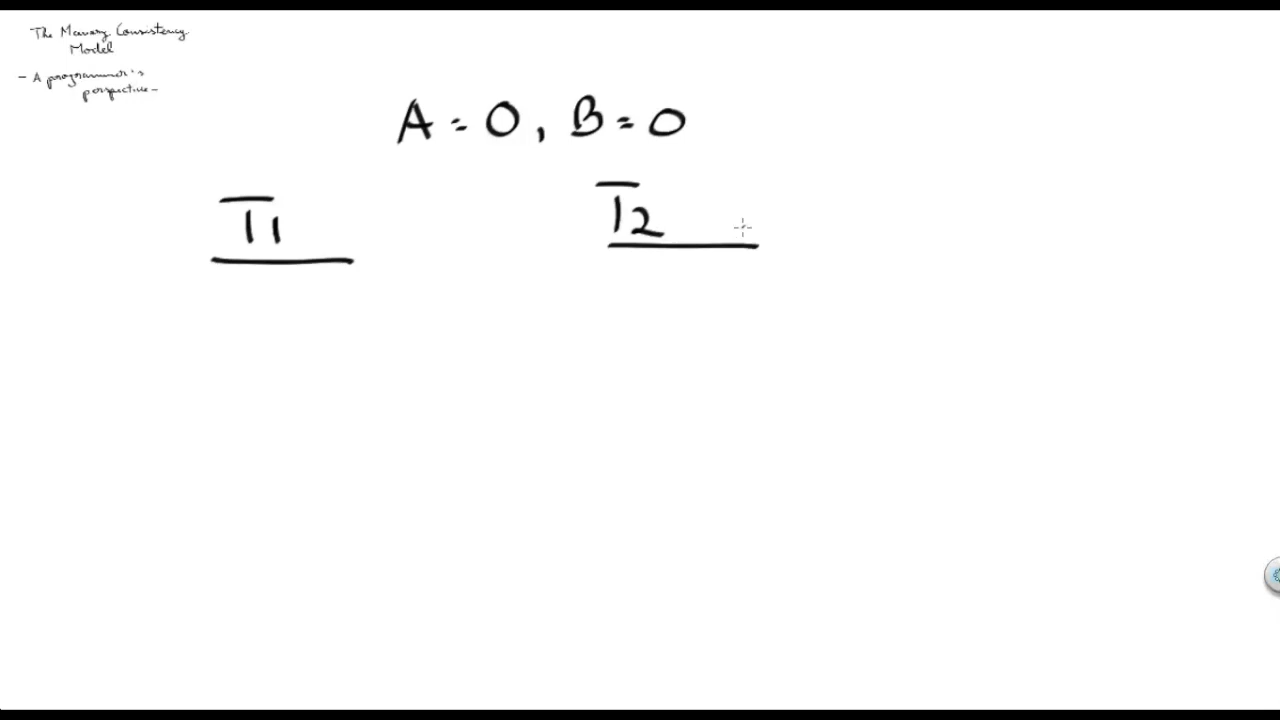 The Memory Consistency
Model
- A programmer's
perspective -
A = 0, B = 0
T1
T2